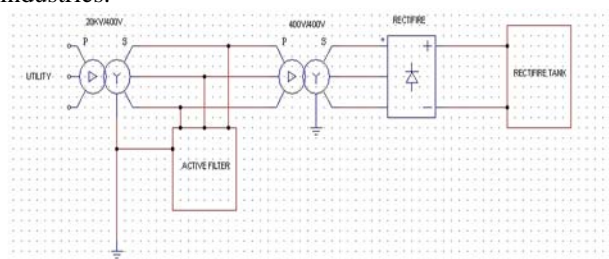 industries.
20KV/400V
400V/400V
RECTIFIRE
P S
P S
UTILITY
RECTIFIRE TANK
ACTIVE FILTER